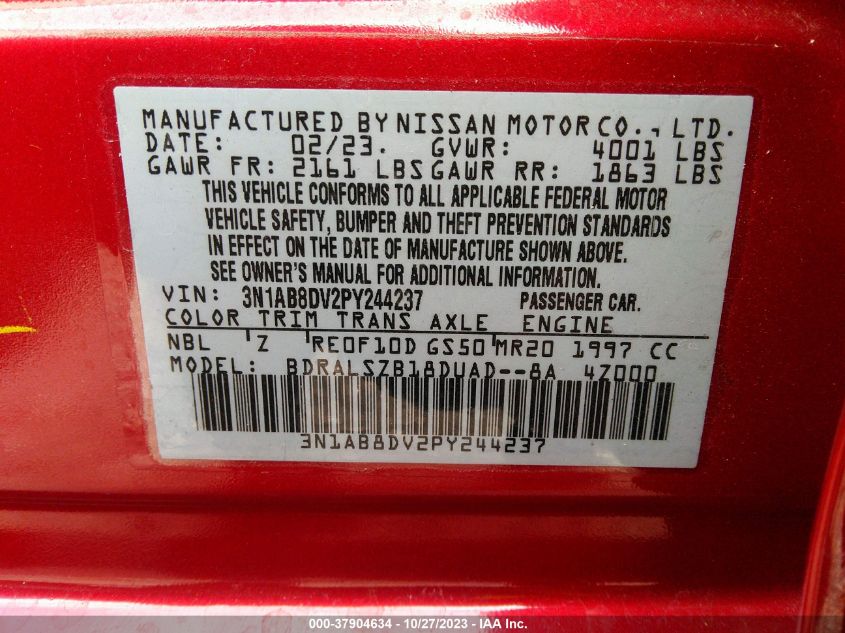 MANUFACTURED BY NISSAN MOTOR CO., LTD.
DATE: 02/23. GVWR: 4001 LBS
GAWR FR: 2161 LBS GAWR RR: 1863 LBS
THIS VEHICLE CONFORMS TO ALL APPLICABLE FEDERAL MOTOR
VEHICLE SAFETY, BUMPER AND THEFT PREVENTION STANDARDS
IN EFFECT ON THE DATE OF MANUFACTURE SHOWN ABOVE.
SEE OWNER'S MANUAL FOR ADDITIONAL INFORMATION.
VIN: 3N1AB8DV2PY244237 PASSENGER CAR.
COLOR TRIM TRANS AXLE ENGINE
NBL Z RE0F10D GS50 MR20 1997 CC
MODEL: BDRALSZB18DUAD--8A 4Z000
3N1AB8DV2PY244237
000-37904634 - 10/27/2023 - IAA Inc.